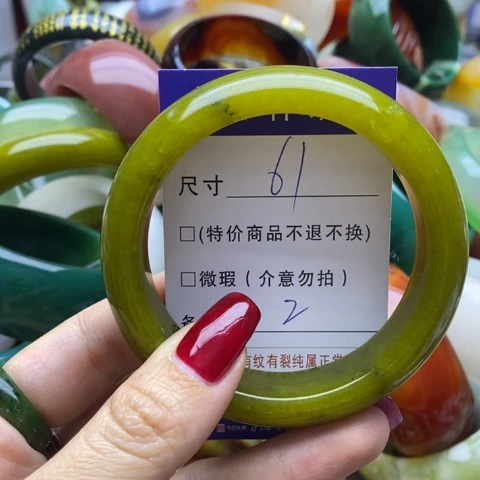 尺寸 61
□(特价商品不退不换)
□微瑕(介意勿拍)
2
有纹有裂纯属正常